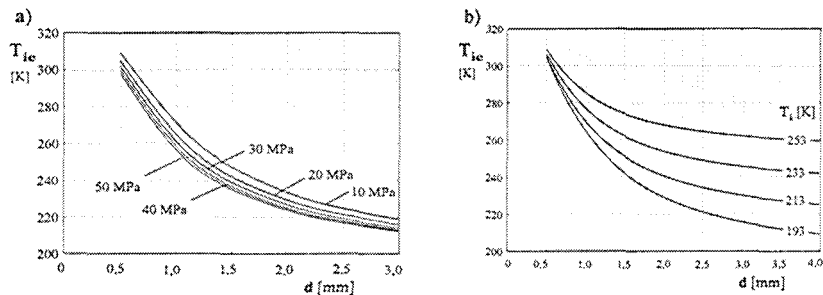 a)
T_ie
[K]
320
300
280
260
240
220
200
30 MPa
20 MPa
10 MPa
50 MPa
40 MPa
0
0,5
1,0
1,5
2,0
2,5
3,0
d [mm]
b)
T_ie
[K]
320
300
280
260
240
220
200
T_i [K]
253
233
213
193
0
0,5
1,0
1,5
2,0
2,5
3,0
3,5
4,0
d [mm]